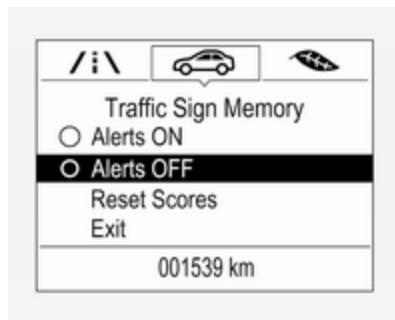 Traffic Sign Memory
Alerts ON
Alerts OFF
Reset Scores
Exit
001539 km